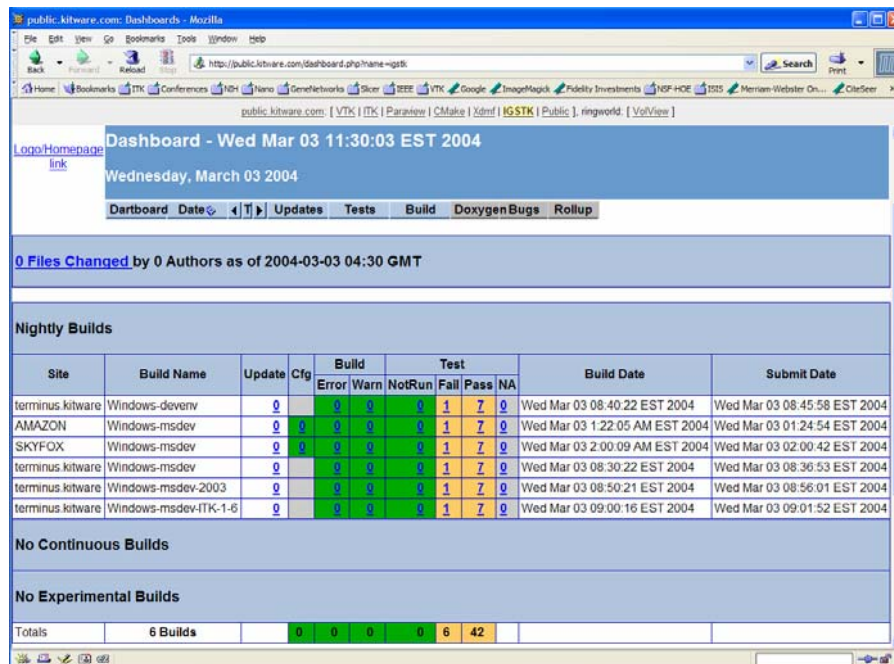 public.kitware.com: Dashboards - Mozilla
File Edit View Go Bookmarks Tools Window Help
Back Forward Reload Stop http://public.kitware.com/dashboard.php?name=igstk Search Print
Home Bookmarks ITK Conferences NIH Nano GeneNetworks Slicer IEEE VTK Google ImageMagick Fidelity Investments NSF-HOE ISIS Merriam-Webster On... CiteSeer
public.kitware.com: [ VTK | ITK | Paraview | CMake | Xdmf | IGSTK | Public ], ringworld: [ VolView ]
Logo/Homepage link
Dashboard - Wed Mar 03 11:30:03 EST 2004
Wednesday, March 03 2004
Dartboard Date T Updates Tests Build Doxygen Bugs Rollup
0 Files Changed by 0 Authors as of 2004-03-03 04:30 GMT
Nightly Builds
Site Build Name Update Cfg Build Test Build Date Submit Date
Error Warn NotRun Fail Pass NA
terminus.kitware Windows-devenv 0 0 0 0 1 7 0 Wed Mar 03 08:40:22 EST 2004 Wed Mar 03 08:45:58 EST 2004
AMAZON Windows-msdev 0 0 0 0 0 1 7 0 Wed Mar 03 1:22:05 AM EST 2004 Wed Mar 03 01:24:54 EST 2004
SKYFOX Windows-msdev 0 0 0 0 0 1 7 0 Wed Mar 03 2:00:09 AM EST 2004 Wed Mar 03 02:00:42 EST 2004
terminus.kitware Windows-msdev 0 0 0 0 1 7 0 Wed Mar 03 08:30:22 EST 2004 Wed Mar 03 08:36:53 EST 2004
terminus.kitware Windows-msdev-2003 0 0 0 0 1 7 0 Wed Mar 03 08:50:21 EST 2004 Wed Mar 03 08:56:01 EST 2004
terminus.kitware Windows-msdev-ITK-1-6 0 0 0 0 1 7 0 Wed Mar 03 09:00:16 EST 2004 Wed Mar 03 09:01:52 EST 2004
No Continuous Builds
No Experimental Builds
Totals 6 Builds 0 0 0 0 6 42